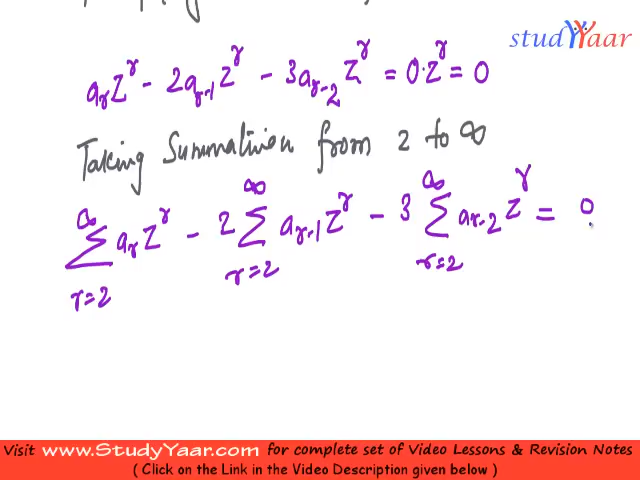 studYYaar
a_r Z^r - 2a_{r-1} Z^r - 3a_{r-2} Z^r = 0·Z^r = 0
Taking Summation from 2 to ∞
∑_{r=2}^{∞} a_r Z^r - 2 ∑_{r=2}^{∞} a_{r-1} Z^r - 3 ∑_{r=2}^{∞} a_{r-2} Z^r = 0
Visit www.StudyYaar.com for complete set of Video Lessons & Revision Notes
( Click on the Link in the Video Description given below )